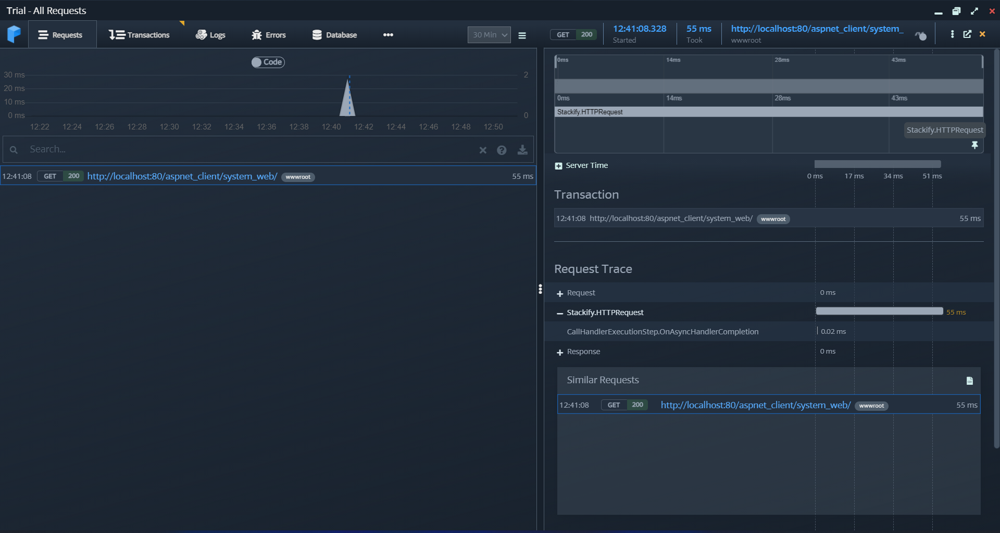 Trial - All Requests
Requests Transactions Logs Errors Database ••• 30 Min
GET 200 12:41:08.328 55 ms http://localhost:80/aspnet_client/system_
Started Took wwwroot
Code
30 ms 2
20 ms
10 ms
0 ms 0
12:22 12:24 12:26 12:28 12:30 12:32 12:34 12:36 12:38 12:40 12:42 12:44 12:46 12:48 12:50
Search...
12:41:08 GET 200 http://localhost:80/aspnet_client/system_web/ wwwroot 55 ms
0ms 14ms 28ms 43ms
0ms 14ms 28ms 43ms
Stackify.HTTPRequest
Stackify.HTTPRequest
Server Time
0 ms 17 ms 34 ms 51 ms
Transaction
12:41:08 http://localhost:80/aspnet_client/system_web/ wwwroot 55 ms
Request Trace
Request 0 ms
Stackify.HTTPRequest 55 ms
CallHandlerExecutionStep.OnAsyncHandlerCompletion 0.02 ms
Response 0 ms
Similar Requests
12:41:08 GET 200 http://localhost:80/aspnet_client/system_web/ wwwroot 55 ms